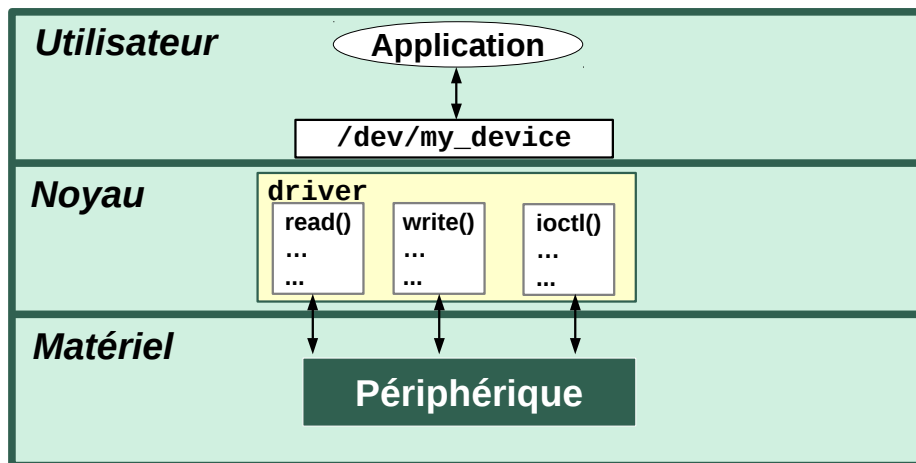 Utilisateur
Application
/dev/my_device
Noyau
driver
read()
...
...
write()
...
...
ioctl()
...
...
Matériel
Périphérique